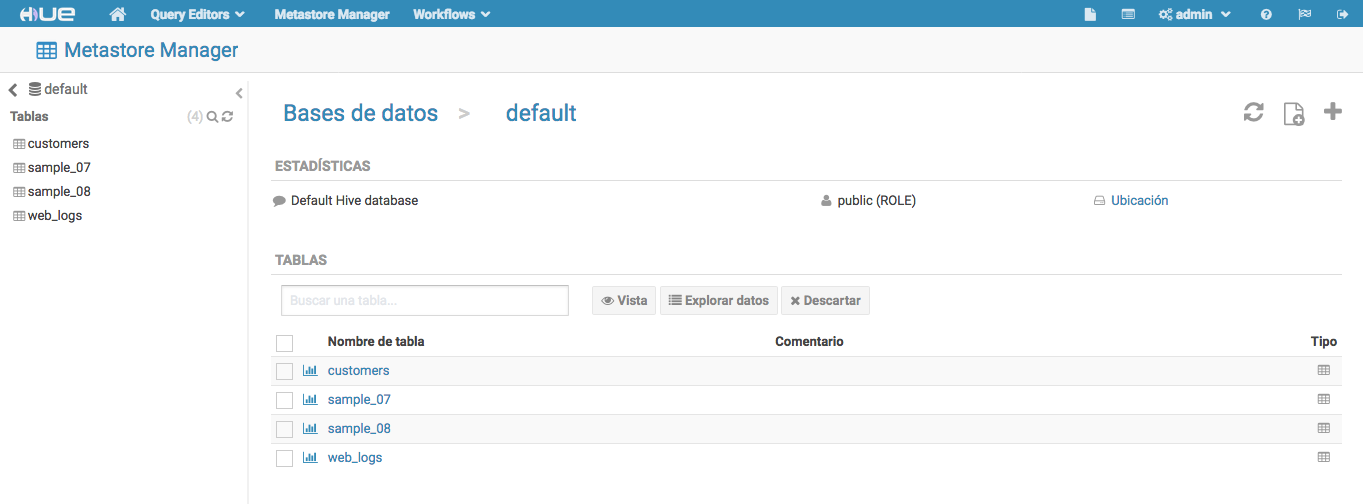 HUE Query Editors Metastore Manager Workflows admin
Metastore Manager
default
Tablas (4)
customers
sample_07
sample_08
web_logs
Bases de datos > default
ESTADÍSTICAS
Default Hive database public (ROLE) Ubicación
TABLAS
Buscar una tabla... Vista Explorar datos Descartar
Nombre de tabla Comentario Tipo
customers
sample_07
sample_08
web_logs